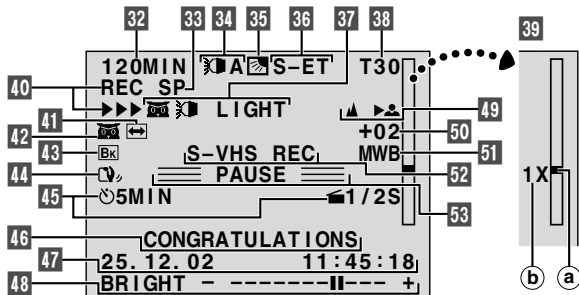 32 33 34 35 36 37 38 39
120MIN A S-ET T30
40 REC SP
LIGHT 49
41
42 +02 50
43 BK S-VHS REC MWB 51
44 PAUSE 52
1X
45 5MIN 1/2S 53
46 CONGRATULATIONS
47 25.12.02 11:45:18
48 BRIGHT - -------II--- + b a